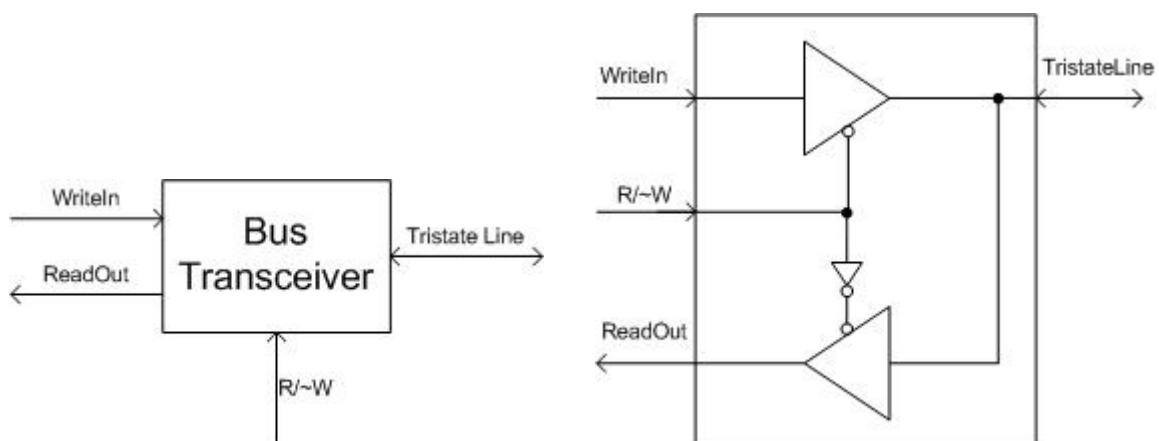 WriteIn
ReadOut
Bus
Transceiver
Tristate Line
R/~W
WriteIn
TristateLine
R/~W
ReadOut